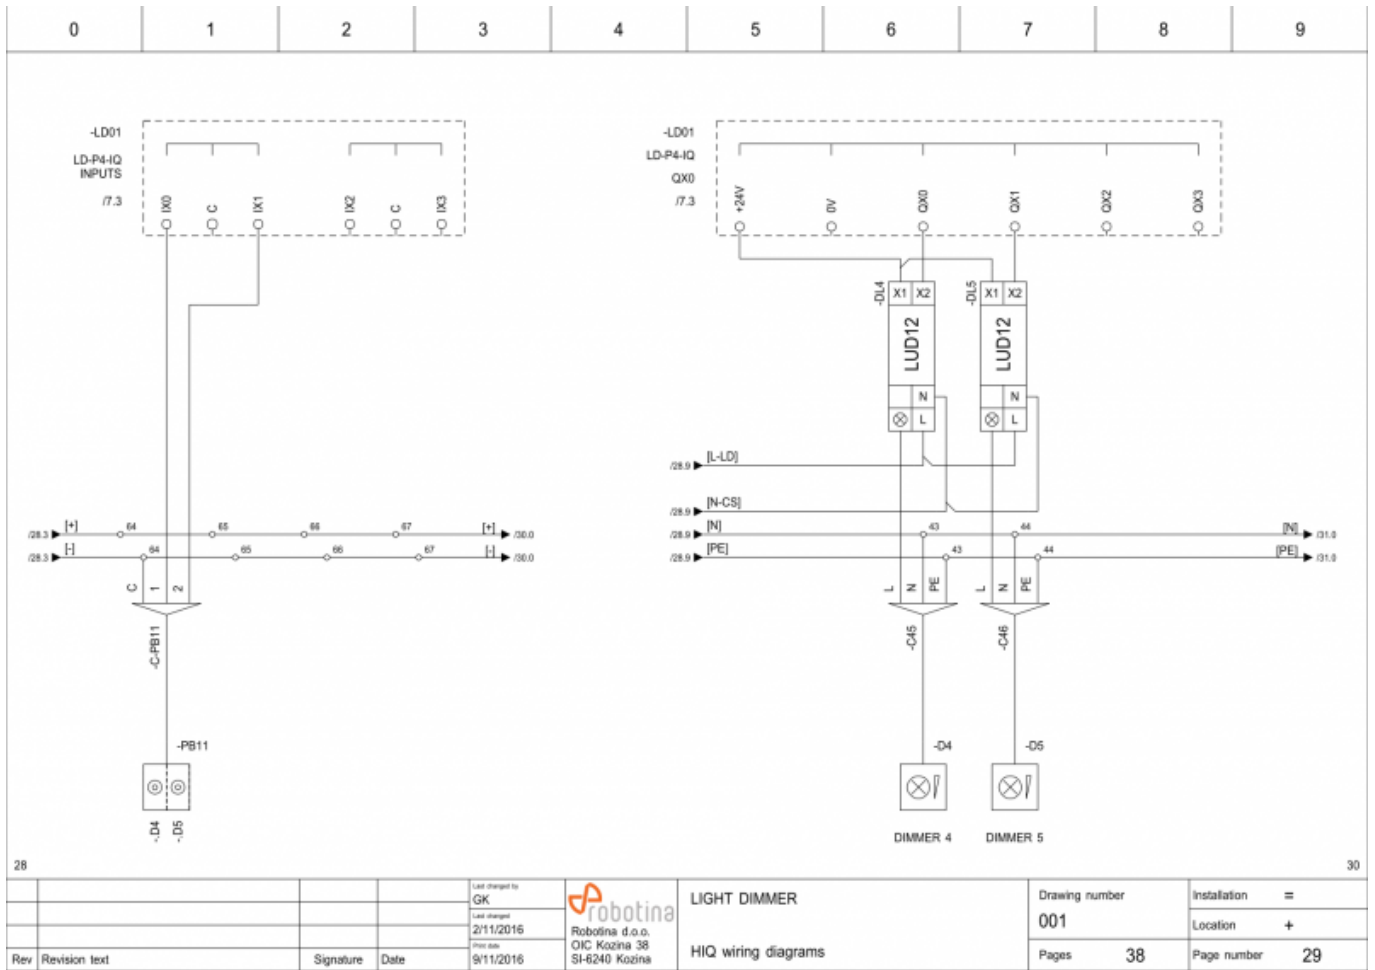 0 1 2 3 4 5 6 7 8 9
-LD01
LD-P4-IQ
INPUTS
/7.3
IX0 C IX1 IX2 C IX3
-LD01
LD-P4-IQ
QX0
/7.3
+24V 0V QX0 QX1 QX2 QX3
-DL4 X1 X2
LUD12
N
L
-DL5 X1 X2
LUD12
N
L
/28.9 [L-LD]
/28.9 [N-CS]
/28.3 [+] 64 65 66 67 [+] /30.0
/28.3 [-] 64 65 66 67 [-] /30.0
/28.9 [N] 43 44 [N] /31.0
/28.9 [PE] 43 44 [PE] /31.0
C 1 2
L N PE
L N PE
-C-PB11
-C45
-C46
-PB11
-D4
-D5
-.D4 -.D5
DIMMER 4
DIMMER 5
28
30
Rev Revision text
Signature
Date
Last changed by
GK
Last changed
2/11/2016
Print date
9/11/2016
robotina
Robotina d.o.o.
OIC Kozina 38
SI-6240 Kozina
LIGHT DIMMER
HIQ wiring diagrams
Drawing number
001
Pages 38
Installation =
Location +
Page number 29